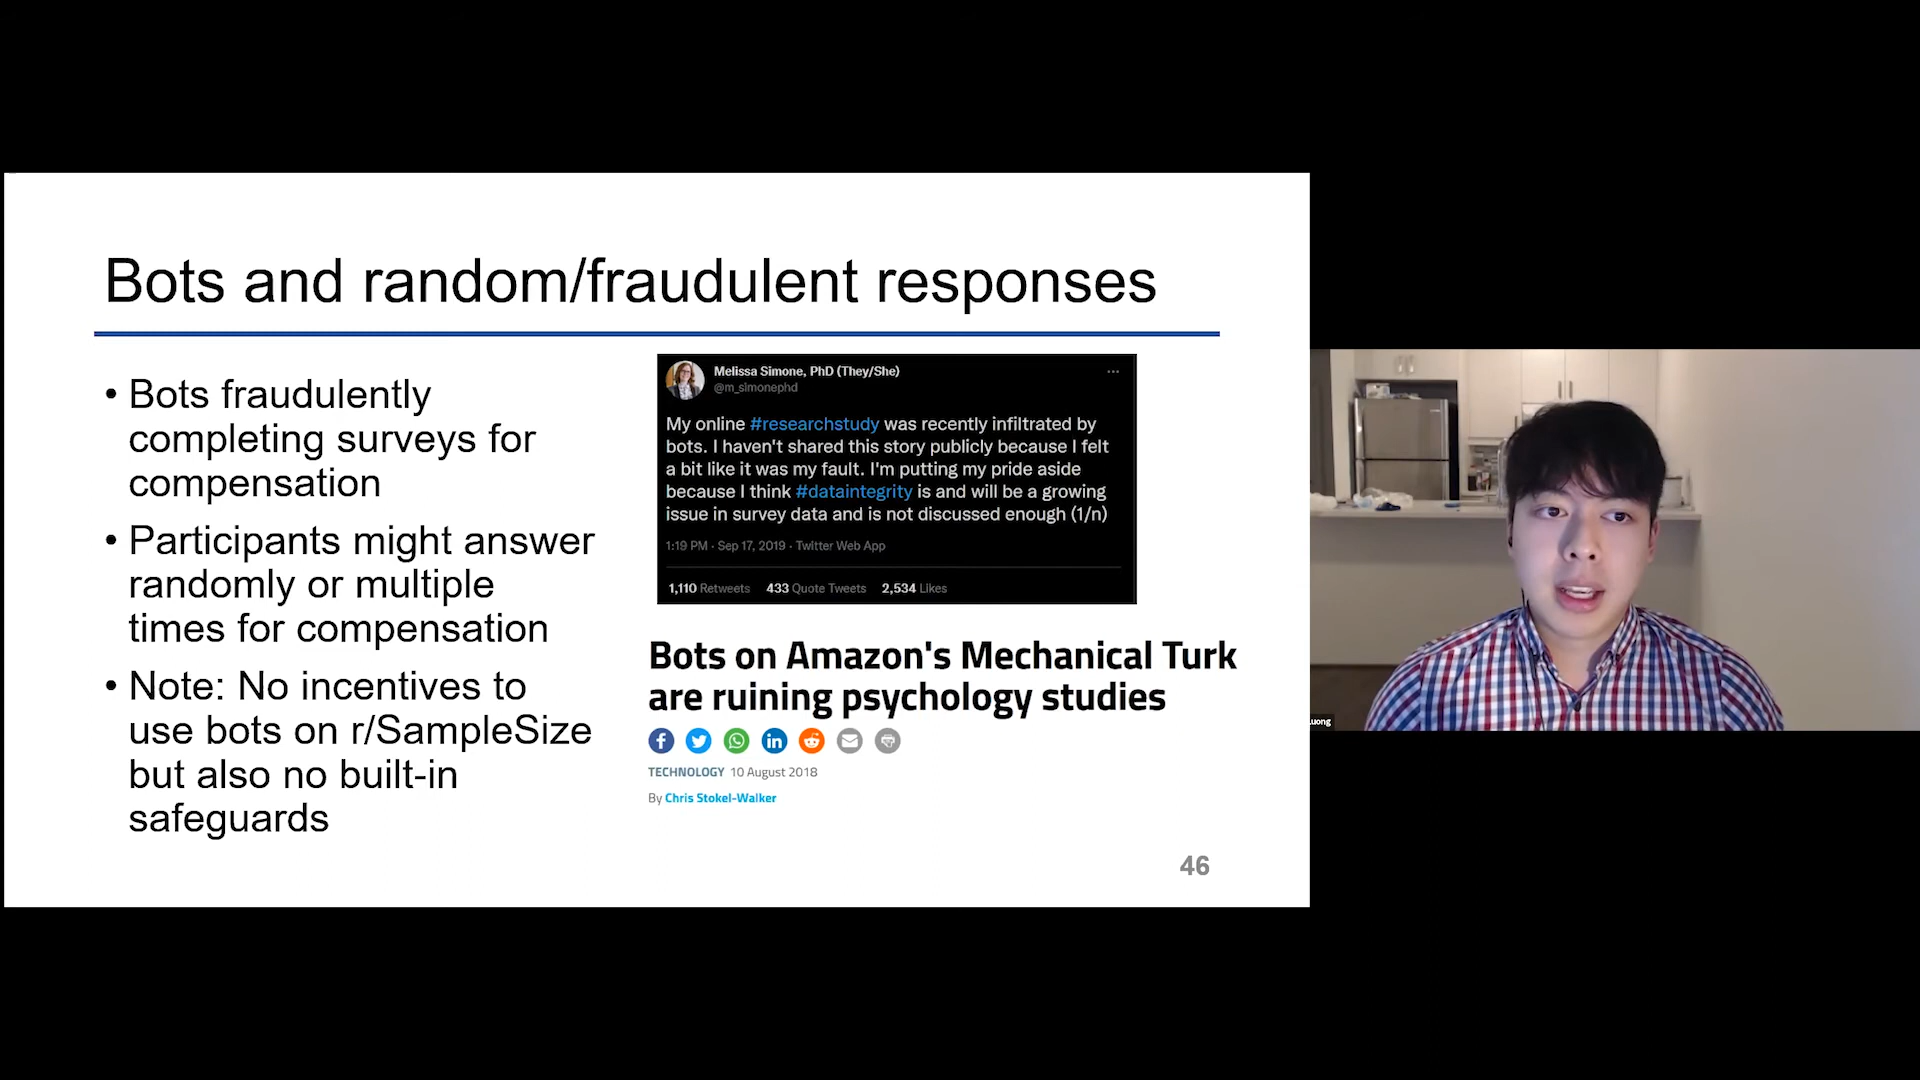 Bots and random/fraudulent responses
• Bots fraudulently
completing surveys for
compensation
• Participants might answer
randomly or multiple
times for compensation
• Note: No incentives to
use bots on r/SampleSize
but also no built-in
safeguards
Melissa Simone, PhD (They/She)
@m_simonephd
My online #researchstudy was recently infiltrated by
bots. I haven't shared this story publicly because I felt
a bit like it was my fault. I'm putting my pride aside
because I think #dataintegrity is and will be a growing
issue in survey data and is not discussed enough (1/n)
1:19 PM · Sep 17, 2019 · Twitter Web App
1,110 Retweets 433 Quote Tweets 2,534 Likes
Bots on Amazon's Mechanical Turk
are ruining psychology studies
TECHNOLOGY 10 August 2018
By Chris Stokel-Walker
46